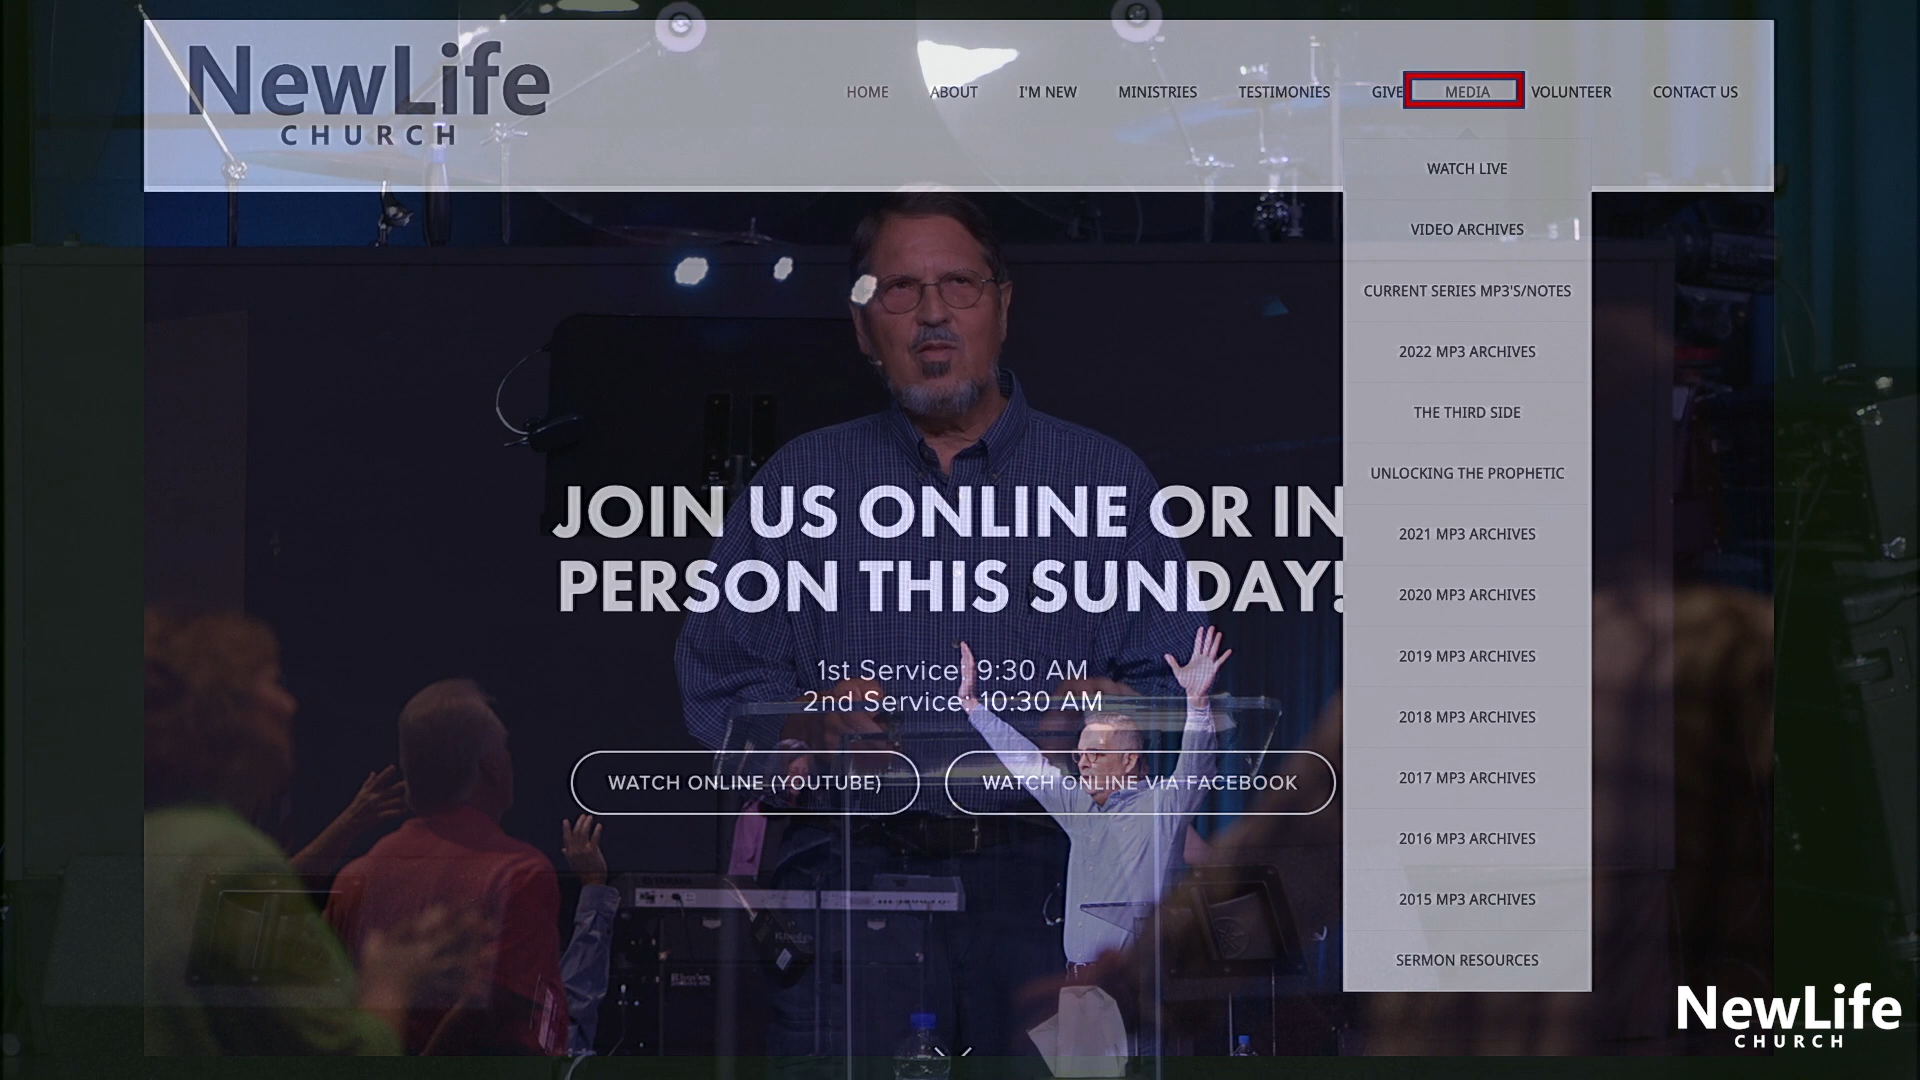 NewLife
CHURCH
HOME ABOUT I'M NEW MINISTRIES TESTIMONIES GIVE MEDIA VOLUNTEER CONTACT US
WATCH LIVE
VIDEO ARCHIVES
CURRENT SERIES MP3'S/NOTES
2022 MP3 ARCHIVES
THE THIRD SIDE
UNLOCKING THE PROPHETIC
2021 MP3 ARCHIVES
2020 MP3 ARCHIVES
2019 MP3 ARCHIVES
2018 MP3 ARCHIVES
2017 MP3 ARCHIVES
2016 MP3 ARCHIVES
2015 MP3 ARCHIVES
SERMON RESOURCES
JOIN US ONLINE OR IN
PERSON THIS SUNDAY!
1st Service: 9:30 AM
2nd Service: 10:30 AM
WATCH ONLINE (YOUTUBE)
WATCH ONLINE VIA FACEBOOK
NewLife
CHURCH